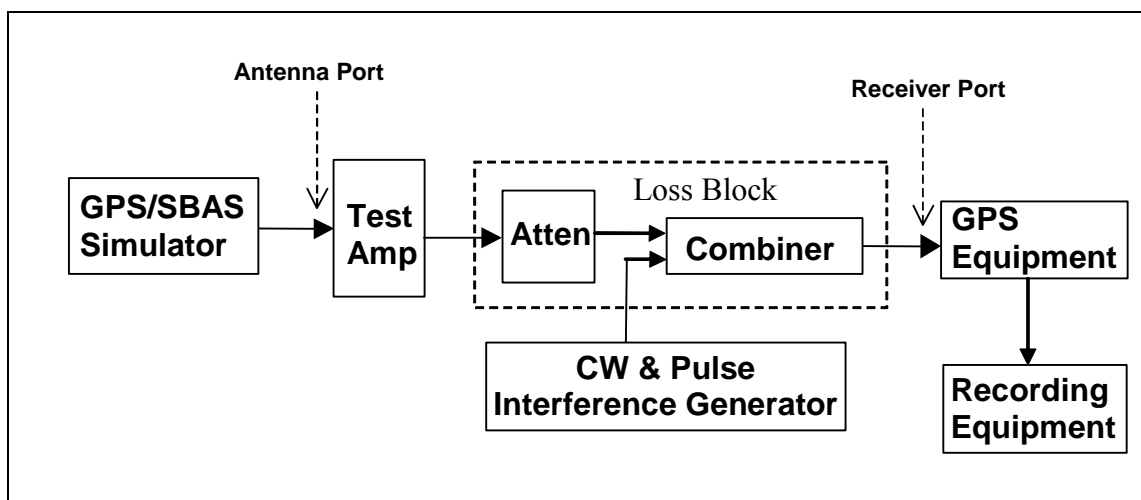 Antenna Port
Receiver Port
GPS/SBAS
Simulator
Test
Amp
Loss Block
Atten
Combiner
GPS
Equipment
CW & Pulse
Interference Generator
Recording
Equipment